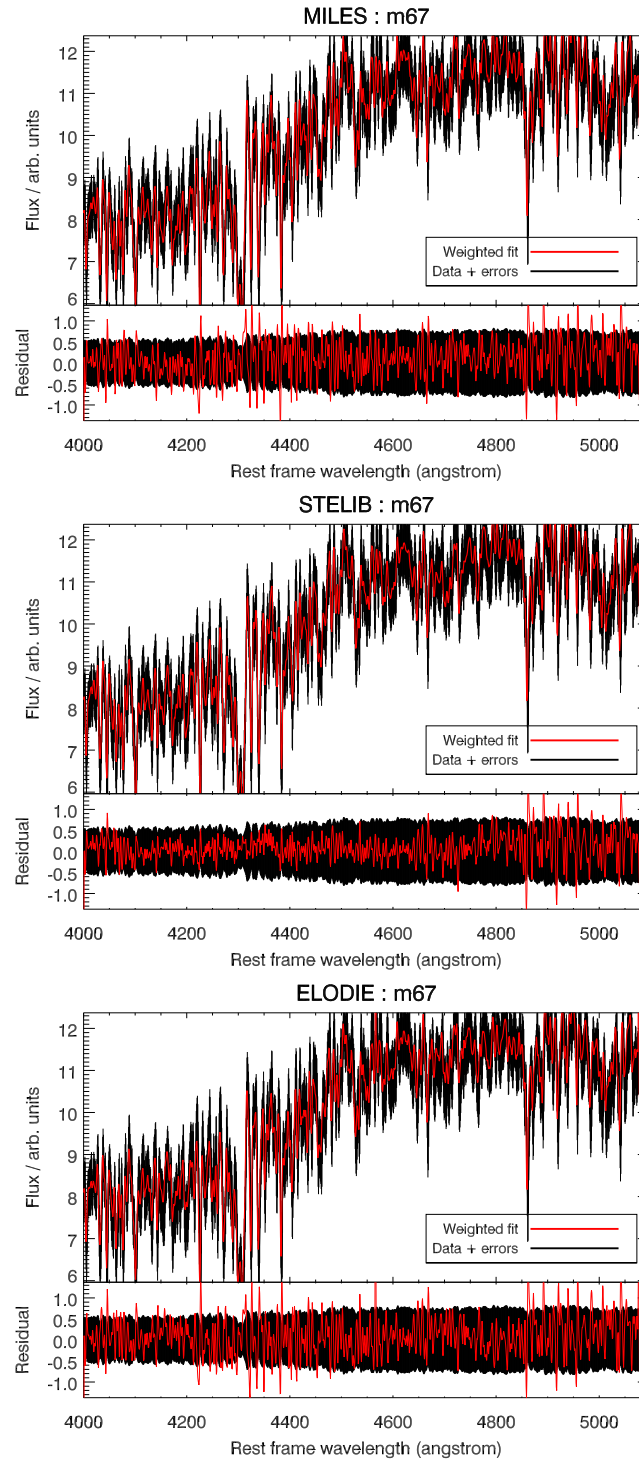 MILES : m67
12
11
10
9
8
7
6
Flux / arb. units
Weighted fit
Data + errors
1.0
0.5
0.0
-0.5
-1.0
Residual
4000 4200 4400 4600 4800 5000
Rest frame wavelength (angstrom)
STELIB : m67
12
11
10
9
8
7
6
Flux / arb. units
Weighted fit
Data + errors
1.0
0.5
0.0
-0.5
-1.0
Residual
4000 4200 4400 4600 4800 5000
Rest frame wavelength (angstrom)
ELODIE : m67
12
11
10
9
8
7
6
Flux / arb. units
Weighted fit
Data + errors
1.0
0.5
0.0
-0.5
-1.0
Residual
4000 4200 4400 4600 4800 5000
Rest frame wavelength (angstrom)